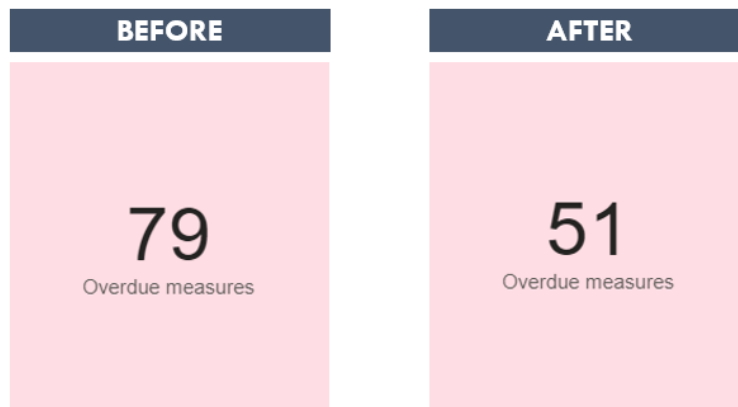 BEFORE
79
Overdue measures
AFTER
51
Overdue measures